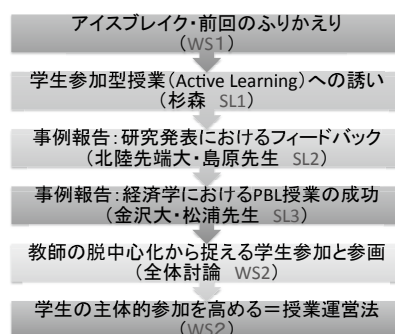 アイスブレイク・前回のふりかえり
(WS1)
学生参加型授業(Active Learning)への誘い
(杉森 SL1)
事例報告:研究発表におけるフィードバック
(北陸先端大・島原先生 SL2)
事例報告:経済学におけるPBL授業の成功
(金沢大・松浦先生 SL3)
教師の脱中心化から捉える学生参加と参画
(全体討論 WS2)
学生の主体的参加を高める=授業運営法
(WS2)